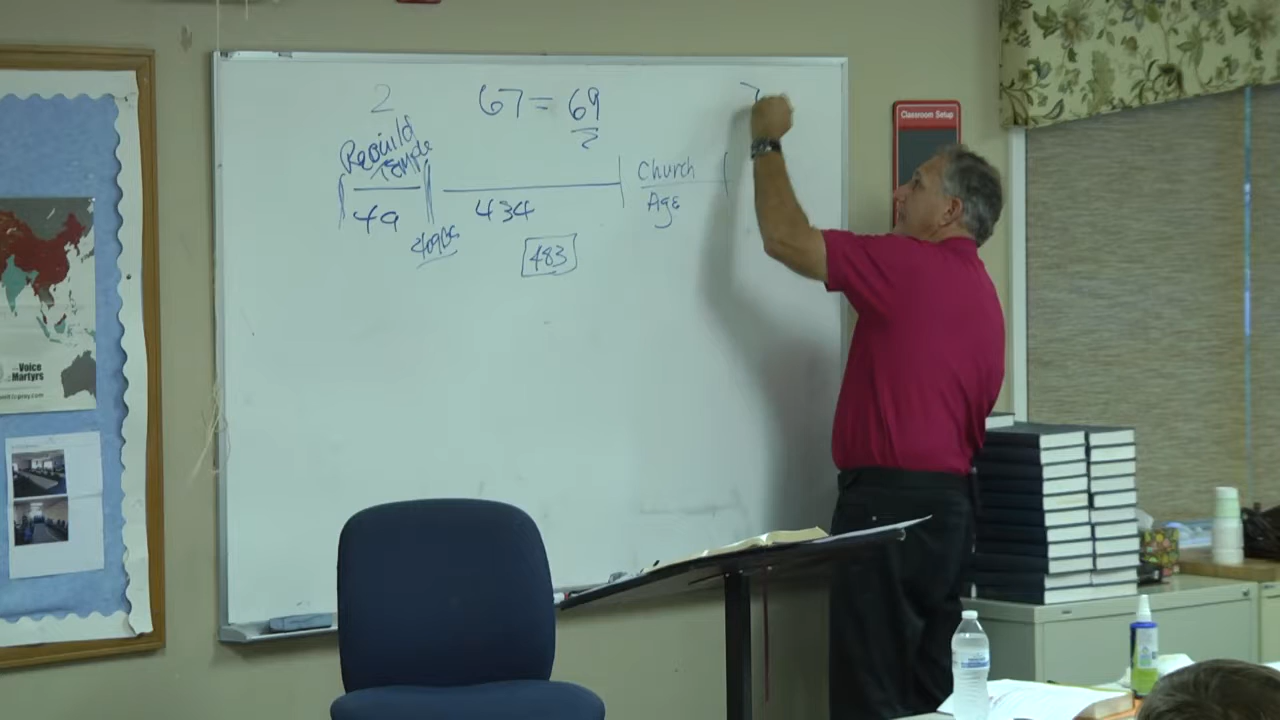 2 67 = 69
Rebuild
Temple
Church
49
434
Age
483
Classroom Setup
Voice
Martyrs